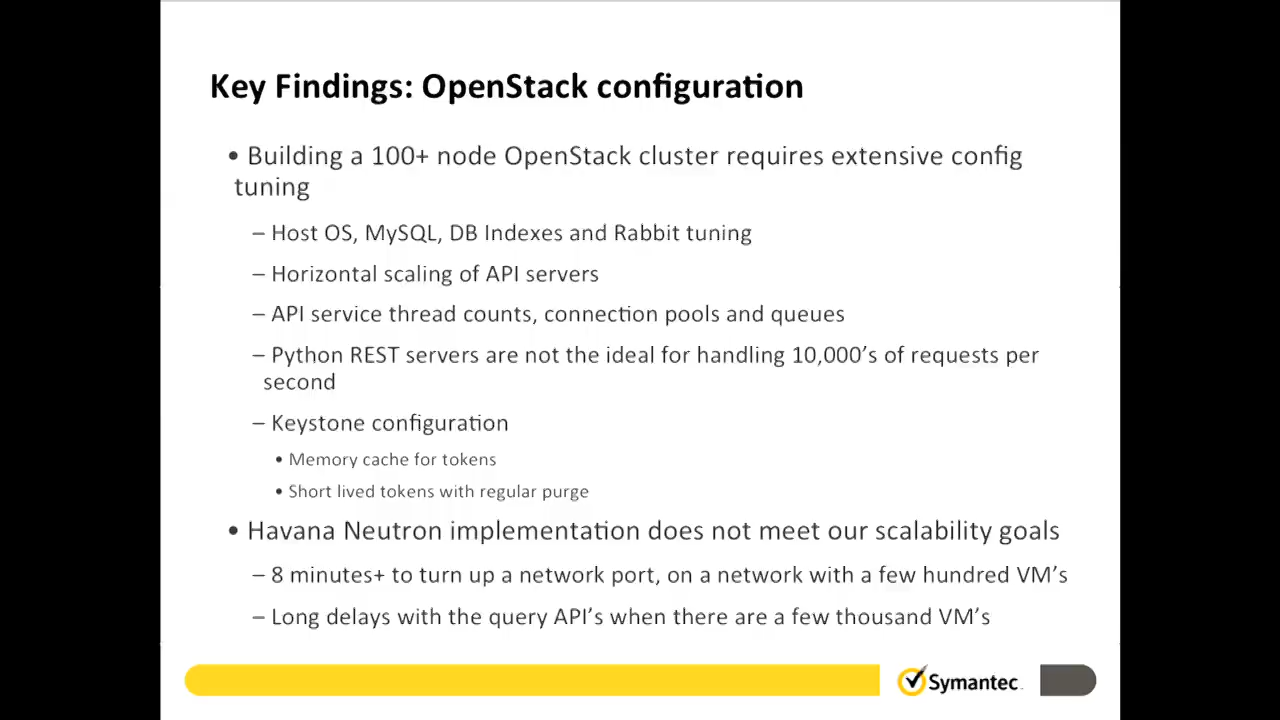 Key Findings: OpenStack configuration
• Building a 100+ node OpenStack cluster requires extensive config
tuning
– Host OS, MySQL, DB Indexes and Rabbit tuning
– Horizontal scaling of API servers
– API service thread counts, connection pools and queues
– Python REST servers are not the ideal for handling 10,000’s of requests per
second
– Keystone configuration
• Memory cache for tokens
• Short lived tokens with regular purge
• Havana Neutron implementation does not meet our scalability goals
– 8 minutes+ to turn up a network port, on a network with a few hundred VM’s
– Long delays with the query API’s when there are a few thousand VM’s
Symantec